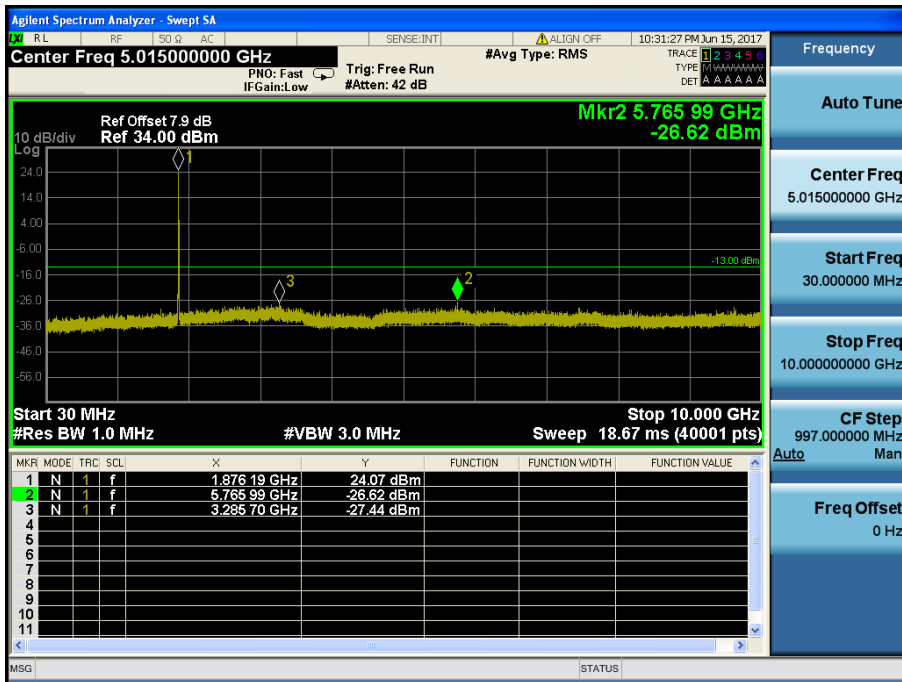 Agilent Spectrum Analyzer - Swept SA
LXI RL RF 50 Ω AC SENSE:INT ALIGN OFF 10:31:27 PM Jun 15, 2017
Center Freq 5.015000000 GHz #Avg Type: RMS TRACE 1 2 3 4 5 6
PNO: Fast Trig: Free Run TYPE M WWWWW
IFGain:Low #Atten: 42 dB DET A A A A A A
Mkr2 5.765 99 GHz
-26.62 dBm
Ref Offset 7.9 dB
10 dB/div Ref 34.00 dBm
Log
1
24.0
14.0
4.00
-6.00
-13.00 dBm
-16.0
3 2
-26.0
-36.0
-46.0
-56.0
Start 30 MHz Stop 10.000 GHz
#Res BW 1.0 MHz #VBW 3.0 MHz Sweep 18.67 ms (40001 pts)
MKR MODE TRC SCL X Y FUNCTION FUNCTION WIDTH FUNCTION VALUE
1 N 1 f 1.876 19 GHz 24.07 dBm
2 N 1 f 5.765 99 GHz -26.62 dBm
3 N 1 f 3.285 70 GHz -27.44 dBm
4
5
6
7
8
9
10
11
MSG STATUS
Frequency
Auto Tune
Center Freq
5.015000000 GHz
Start Freq
30.000000 MHz
Stop Freq
10.000000000 GHz
CF Step
997.000000 MHz
Auto Man
Freq Offset
0 Hz